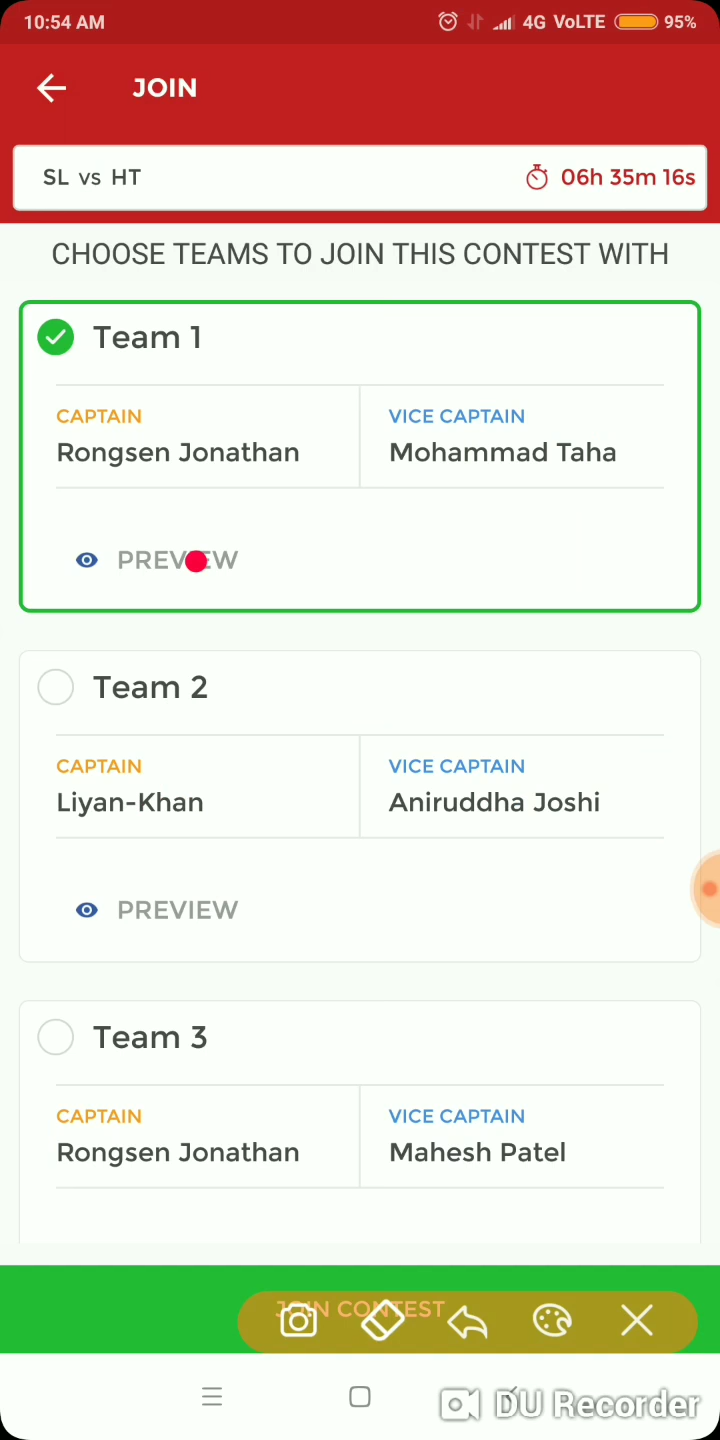 10:54 AM 4G VoLTE 95%
JOIN
SL vs HT 06h 35m 16s
CHOOSE TEAMS TO JOIN THIS CONTEST WITH
Team 1
CAPTAIN VICE CAPTAIN
Rongsen Jonathan Mohammad Taha
PREVIEW
Team 2
CAPTAIN VICE CAPTAIN
Liyan-Khan Aniruddha Joshi
PREVIEW
Team 3
CAPTAIN VICE CAPTAIN
Rongsen Jonathan Mahesh Patel
JOIN CONTEST
DU Recorder